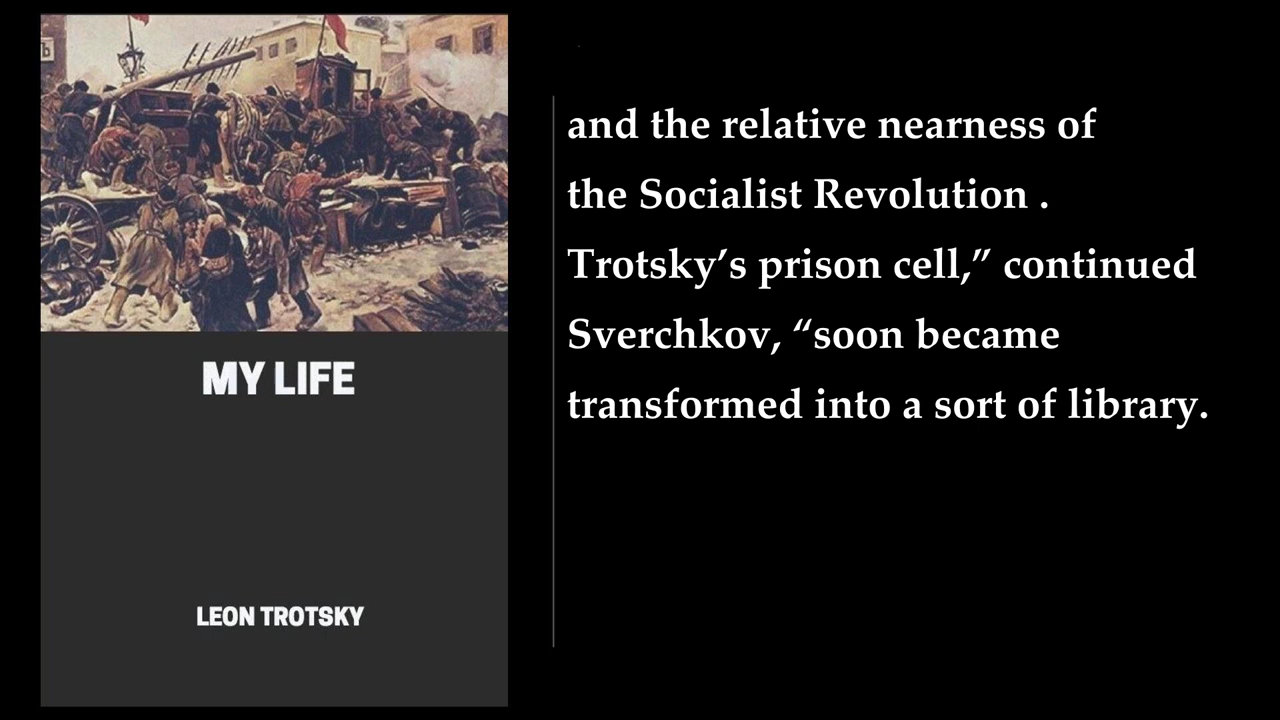 MY LIFE
LEON TROTSKY
and the relative nearness of
the Socialist Revolution .
Trotsky’s prison cell,” continued
Sverchkov, “soon became
transformed into a sort of library.